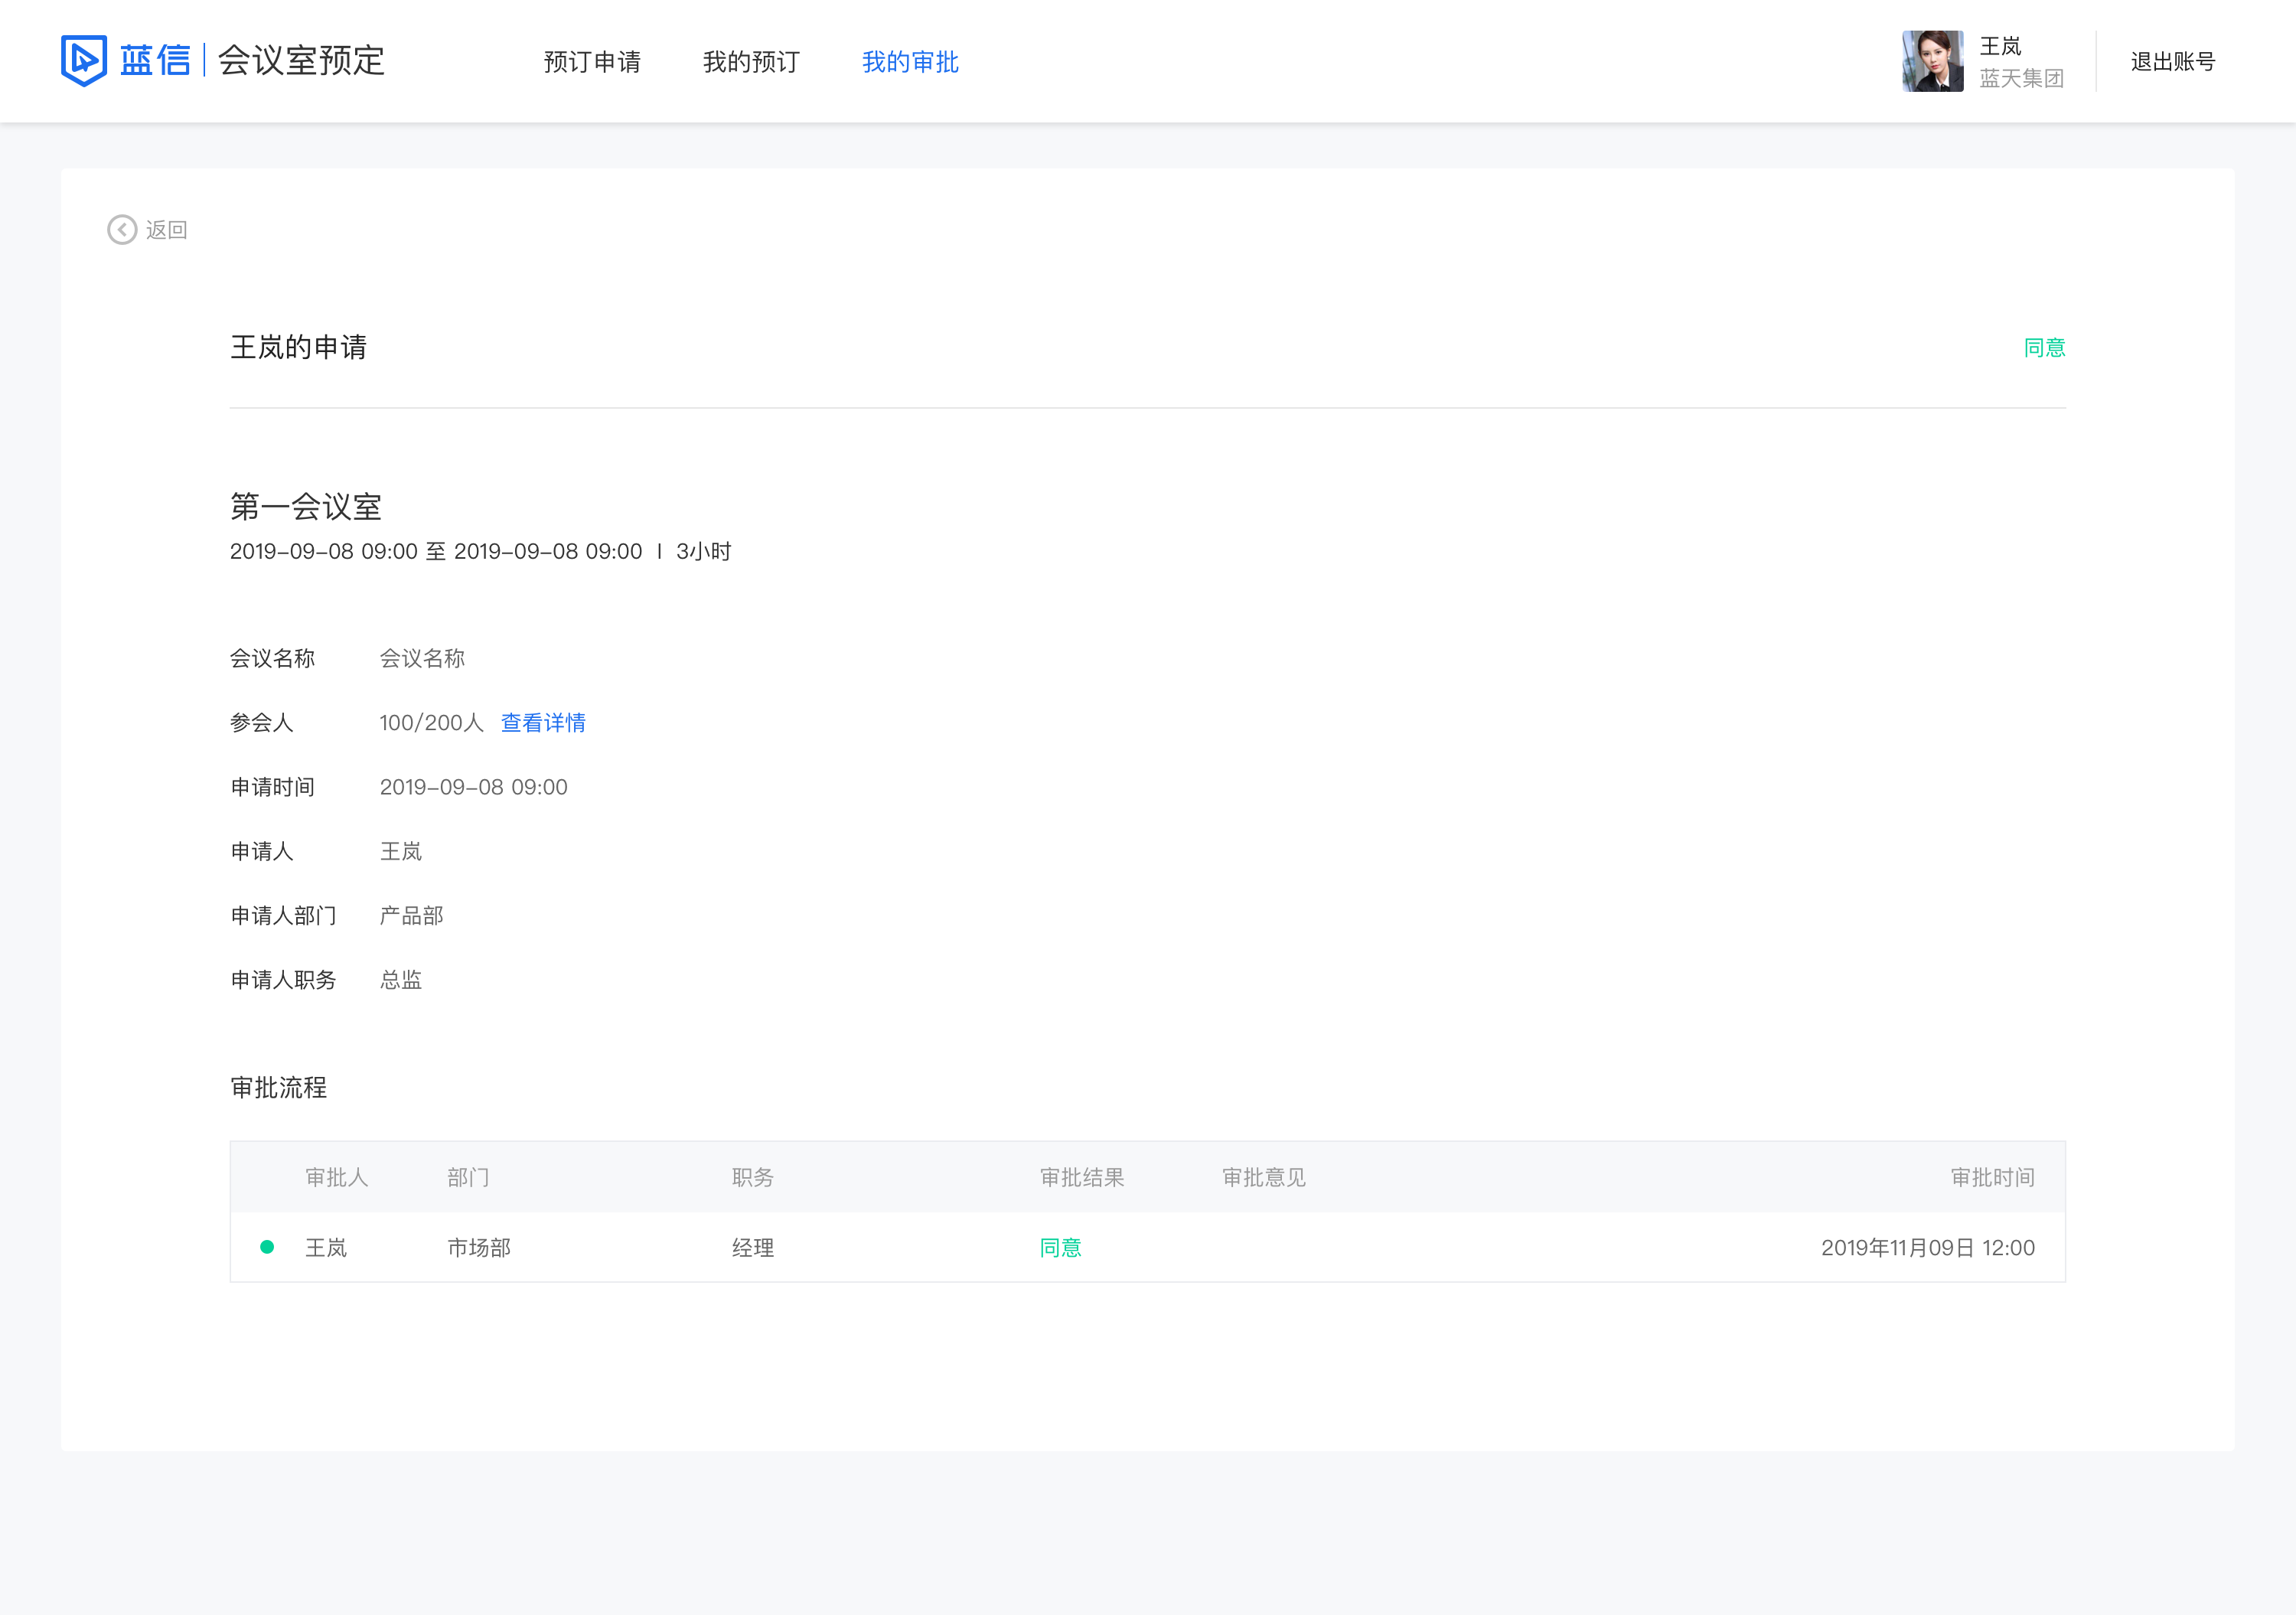 蓝信 会议室预定 预订申请 我的预订 我的审批 王岚 退出账号
蓝天集团
返回
王岚的申请 同意
第一会议室
2019-09-08 09:00 至 2019-09-08 09:00 | 3小时
会议名称 会议名称
参会人 100/200人 查看详情
申请时间 2019-09-08 09:00
申请人 王岚
申请人部门 产品部
申请人职务 总监
审批流程
审批人 部门 职务 审批结果 审批意见 审批时间
王岚 市场部 经理 同意 2019年11月09日 12:00